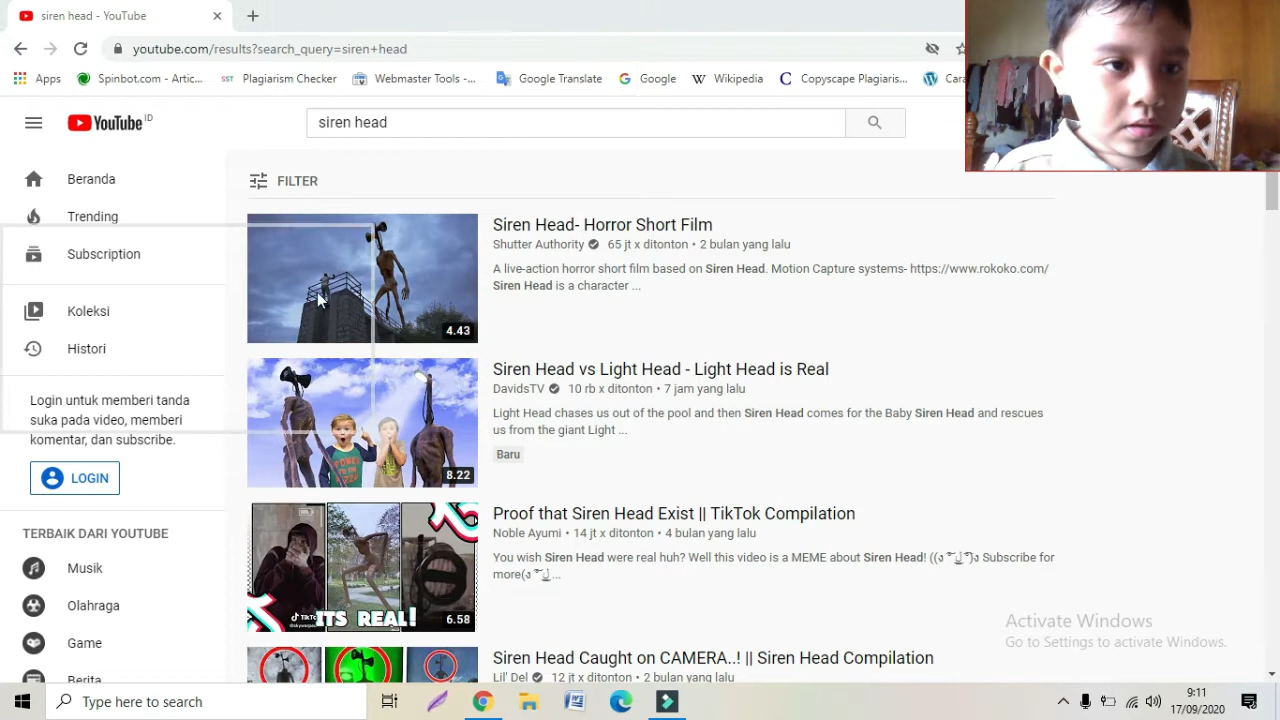 siren head - YouTube
youtube.com/results?search_query=siren+head
Apps
Spinbot.com - Artic...
SST
Plagiarism Checker
Webmaster Tools -...
Google Translate
Google
Wikipedia
Copyscape Plagiaris...
Cara
YouTube ID
siren head
Beranda
Trending
Subscription
Koleksi
Histori
Login untuk memberi tanda
suka pada video, memberi
komentar, dan subscribe.
LOGIN
TERBAIK DARI YOUTUBE
Musik
Olahraga
Game
Berita
FILTER
4.43
Siren Head- Horror Short Film
Shutter Authority 65 jt x ditonton • 2 bulan yang lalu
A live-action horror short film based on Siren Head. Motion Capture systems- https://www.rokoko.com/
Siren Head is a character ...
8.22
Siren Head vs Light Head - Light Head is Real
DavidsTV 10 rb x ditonton • 7 jam yang lalu
Light Head chases us out of the pool and then Siren Head comes for the Baby Siren Head and rescues
us from the giant Light ...
Baru
ITS REAL!
6.58
Proof that Siren Head Exist || TikTok Compilation
Noble Ayumi • 14 jt x ditonton • 4 bulan yang lalu
You wish Siren Head were real huh? Well this video is a MEME about Siren Head! Subscribe for
more
Siren Head Caught on CAMERA..! || Siren Head Compilation
Lil' Del 12 jt x ditonton • 2 bulan yang lalu
Activate Windows
Go to Settings to activate Windows.
Type here to search
9:11
17/09/2020